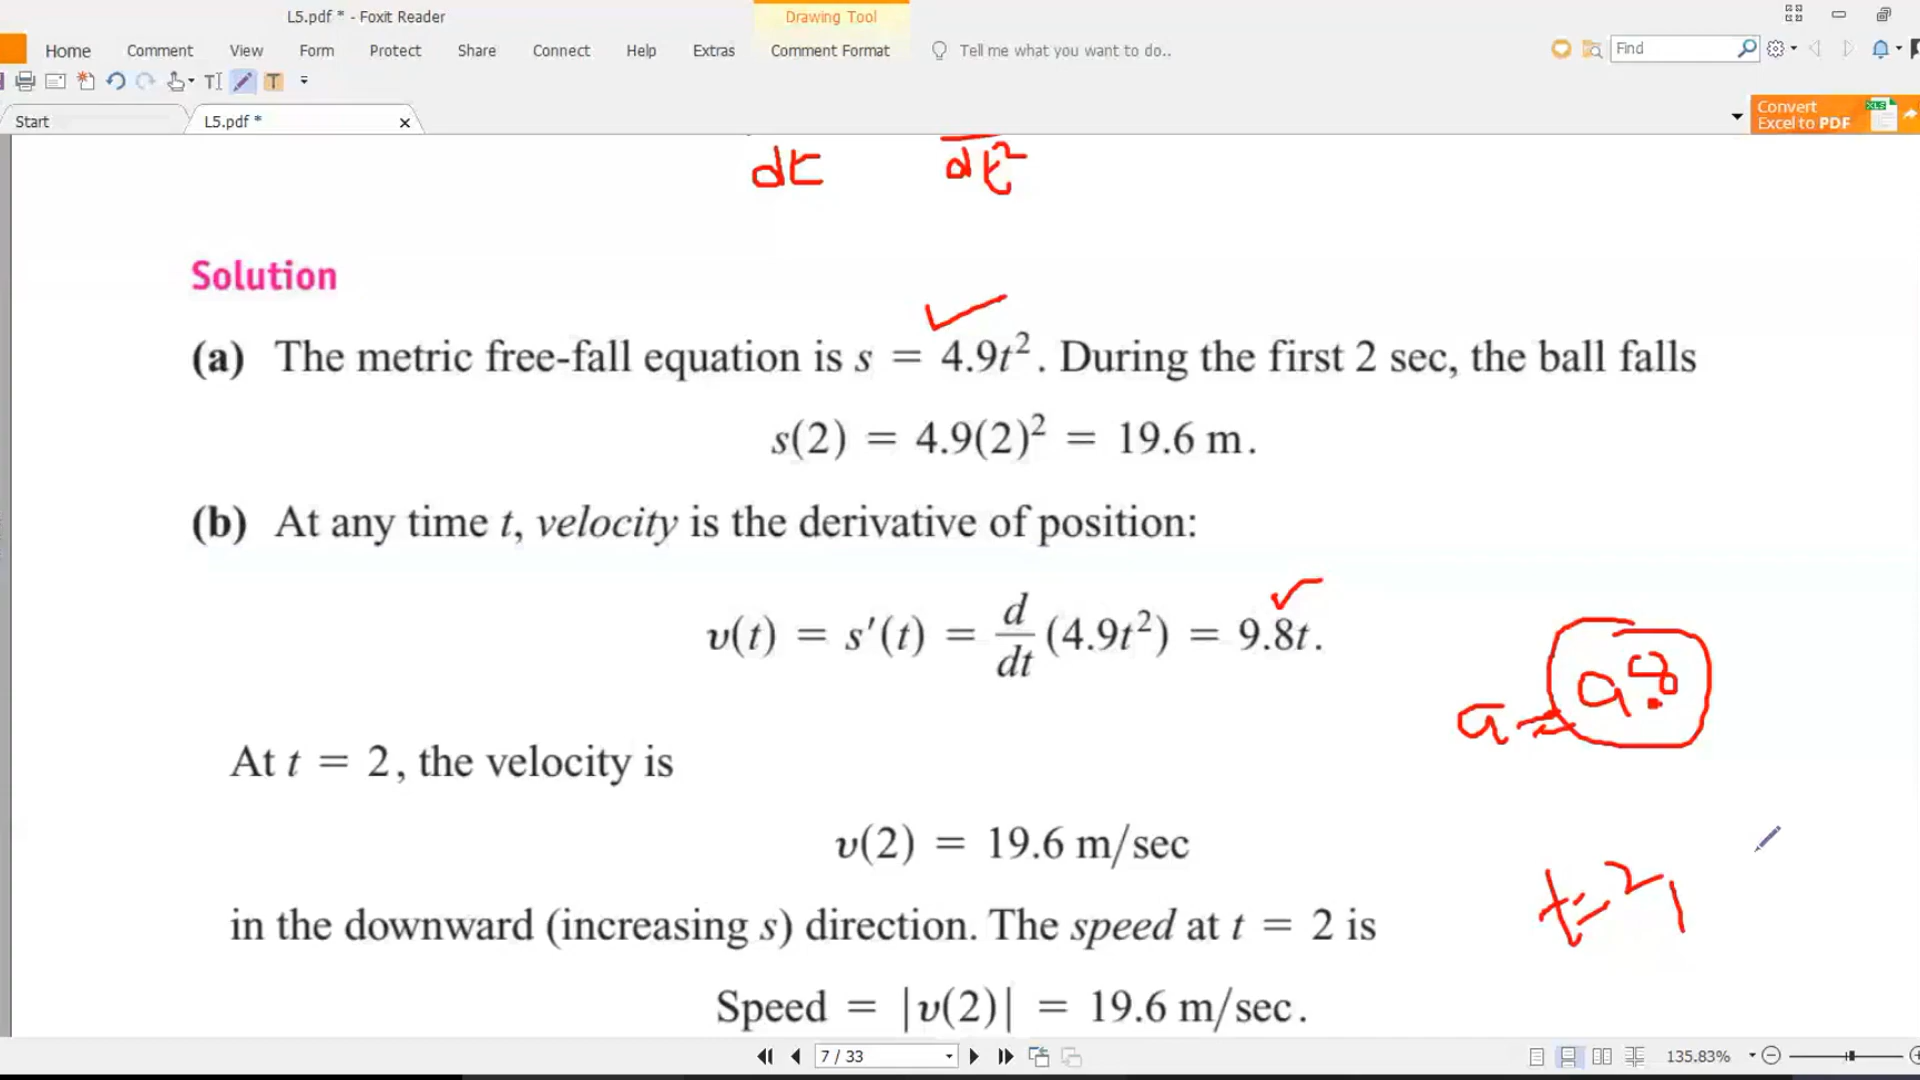 L5.pdf * - Foxit Reader
Drawing Tool
Home Comment View Form Protect Share Connect Help Extras Comment Format Tell me what you want to do.. Find
Start L5.pdf * Convert
Excel to PDF XLS
dt dt²
Solution
(a) The metric free-fall equation is s = 4.9t². During the first 2 sec, the ball falls
s(2) = 4.9(2)² = 19.6 m.
(b) At any time t, velocity is the derivative of position:
v(t) = s′(t) = d/dt (4.9t²) = 9.8t.
a = 9.8
At t = 2, the velocity is
v(2) = 19.6 m/sec
t = 2,
in the downward (increasing s) direction. The speed at t = 2 is
Speed = |v(2)| = 19.6 m/sec.
7 / 33 135.83%